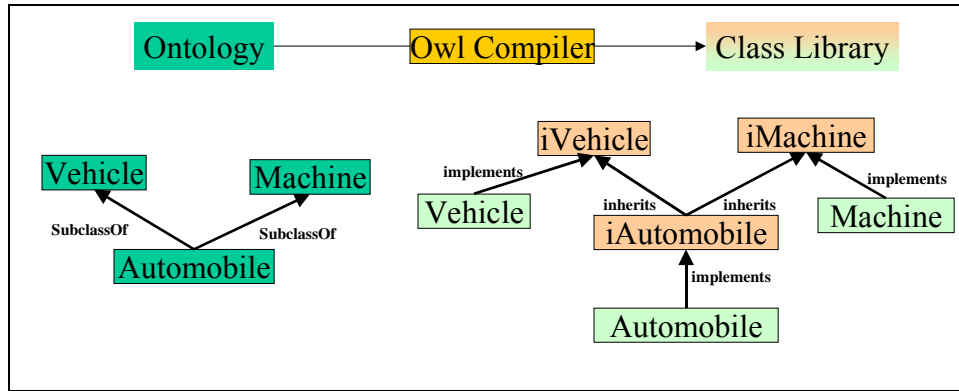 Ontology
Owl Compiler
Class Library
Vehicle
Machine
SubclassOf
SubclassOf
Automobile
iVehicle
iMachine
implements
implements
Vehicle
inherits
inherits
Machine
iAutomobile
implements
Automobile